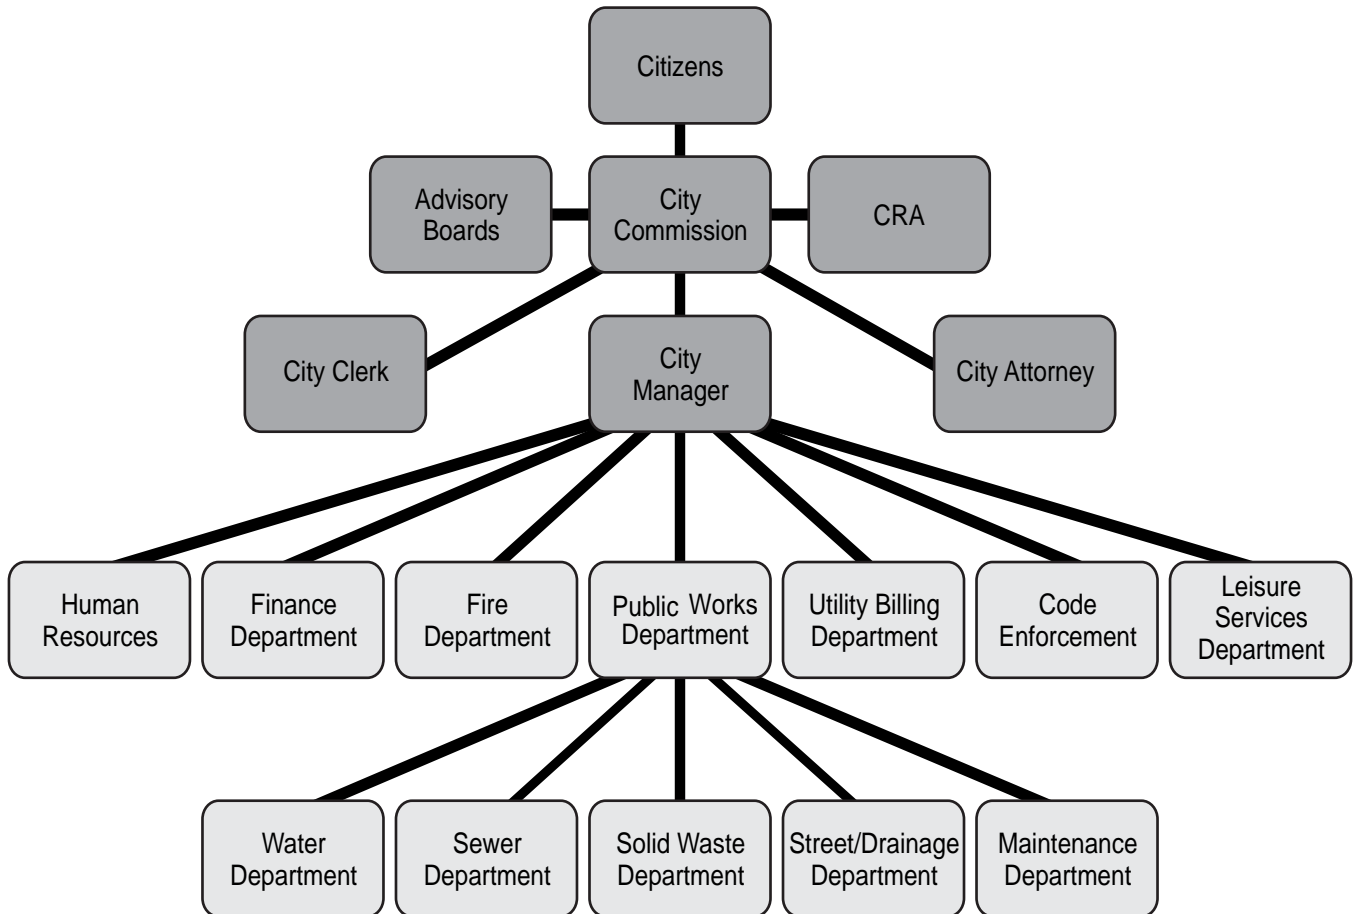 Citizens
Advisory
Boards
City
Commission
CRA
City Clerk
City
Manager
City Attorney
Human
Resources
Finance
Department
Fire
Department
Public Works
Department
Utility Billing
Department
Code
Enforcement
Leisure
Services
Department
Water
Department
Sewer
Department
Solid Waste
Department
Street/Drainage
Department
Maintenance
Department